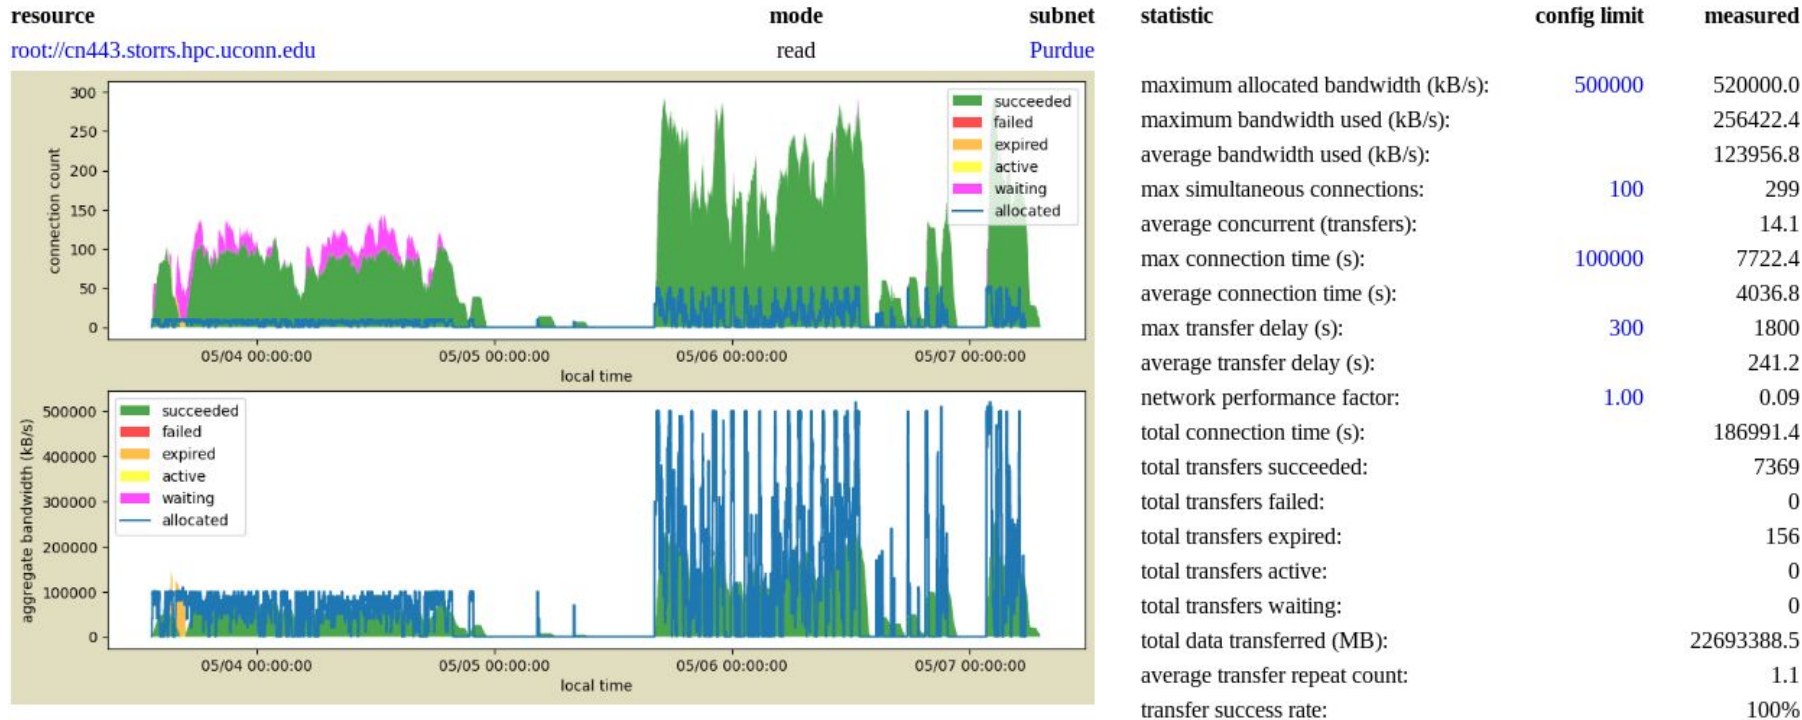 resource mode subnet
root://cn443.storrs.hpc.uconn.edu read Purdue
300
250
200
150
100
50
0
connection count
succeeded
failed
expired
active
waiting
allocated
05/04 00:00:00 05/05 00:00:00 05/06 00:00:00 05/07 00:00:00
local time
500000
400000
300000
200000
100000
0
aggregate bandwidth (kB/s)
succeeded
failed
expired
active
waiting
allocated
05/04 00:00:00 05/05 00:00:00 05/06 00:00:00 05/07 00:00:00
local time
statistic config limit measured
maximum allocated bandwidth (kB/s): 500000 520000.0
maximum bandwidth used (kB/s): 256422.4
average bandwidth used (kB/s): 123956.8
max simultaneous connections: 100 299
average concurrent (transfers): 14.1
max connection time (s): 100000 7722.4
average connection time (s): 4036.8
max transfer delay (s): 300 1800
average transfer delay (s): 241.2
network performance factor: 1.00 0.09
total connection time (s): 186991.4
total transfers succeeded: 7369
total transfers failed: 0
total transfers expired: 156
total transfers active: 0
total transfers waiting: 0
total data transferred (MB): 22693388.5
average transfer repeat count: 1.1
transfer success rate: 100%